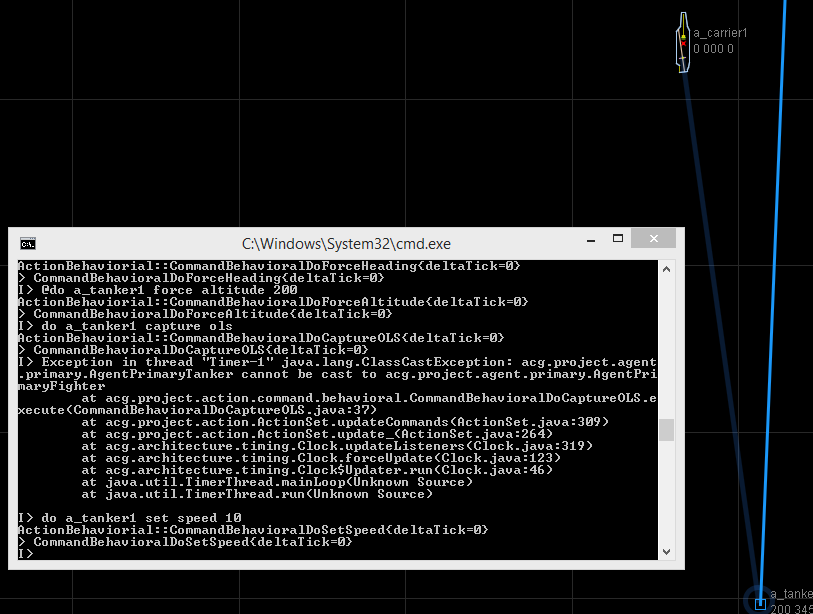 a_carrier1
0 000 0
C:\Windows\System32\cmd.exe
ActionBehaviorial::CommandBehavioralDoForceHeading{deltaTick=0}
> CommandBehavioralDoForceHeading{deltaTick=0}
I> @do a_tanker1 force altitude 200
ActionBehaviorial::CommandBehavioralDoForceAltitude{deltaTick=0}
> CommandBehavioralDoForceAltitude{deltaTick=0}
I> do a_tanker1 capture ols
ActionBehaviorial::CommandBehavioralDoCaptureOLS{deltaTick=0}
> CommandBehavioralDoCaptureOLS{deltaTick=0}
I> Exception in thread "Timer-1" java.lang.ClassCastException: acg.project.agent
.primary.AgentPrimaryTanker cannot be cast to acg.project.agent.primary.AgentPri
maryFighter
at acg.project.action.command.behavioral.CommandBehavioralDoCaptureOLS.e
xecute(CommandBehavioralDoCaptureOLS.java:37)
at acg.project.action.ActionSet.updateCommands(ActionSet.java:309)
at acg.project.action.ActionSet.update_(ActionSet.java:264)
at acg.architecture.timing.Clock.updateListeners(Clock.java:319)
at acg.architecture.timing.Clock.forceUpdate(Clock.java:123)
at acg.architecture.timing.Clock$Updater.run(Clock.java:46)
at java.util.TimerThread.mainLoop(Unknown Source)
at java.util.TimerThread.run(Unknown Source)
I> do a_tanker1 set speed 10
ActionBehaviorial::CommandBehavioralDoSetSpeed{deltaTick=0}
> CommandBehavioralDoSetSpeed{deltaTick=0}
I>
a_tanke
200 345